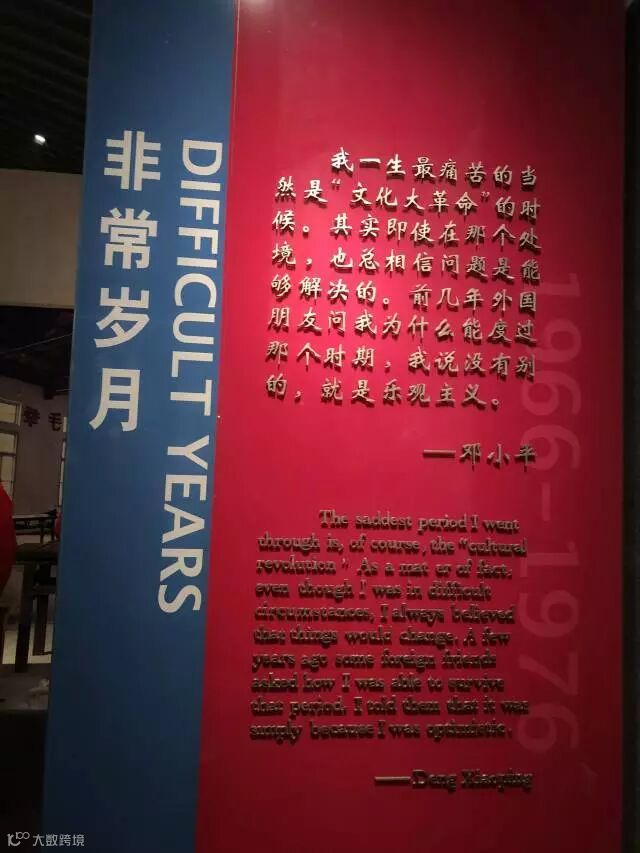 非常岁月
DIFFICULT YEARS
我一生最痛苦的当
然是“文化大革命”的时
候。其实即使在那个处
境，也总相信问题是能
够解决的。前几年外国
朋友问我为什么能度过
那个时期，我说没有别
的，就是乐观主义。
—邓小平
The saddest period I want
through is, of course, the “cultural
revolution” As a mat ur of fact,
even dhough I was in difficult
circumstances, I always believed
that things would change. A few
years ago some foreign friends
asked how I was able to survive
that period. I told them that it was
simply because I was optimistic.
—Deng Xiaoping
1966-1976
大数跨境